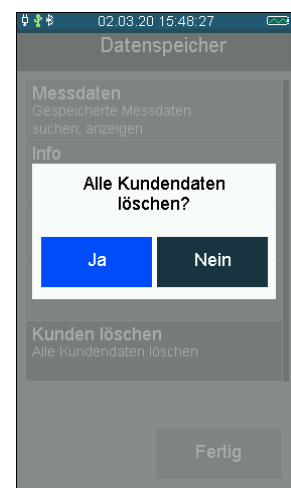 02.03.20 15:48:27
Datenspeicher
Messdaten
Gespeicherte Messdaten
suchen, anzeigen
Info
Alle Kundendaten
löschen?
Ja
Nein
Kunden löschen
Alle Kundendaten löschen
Fertig